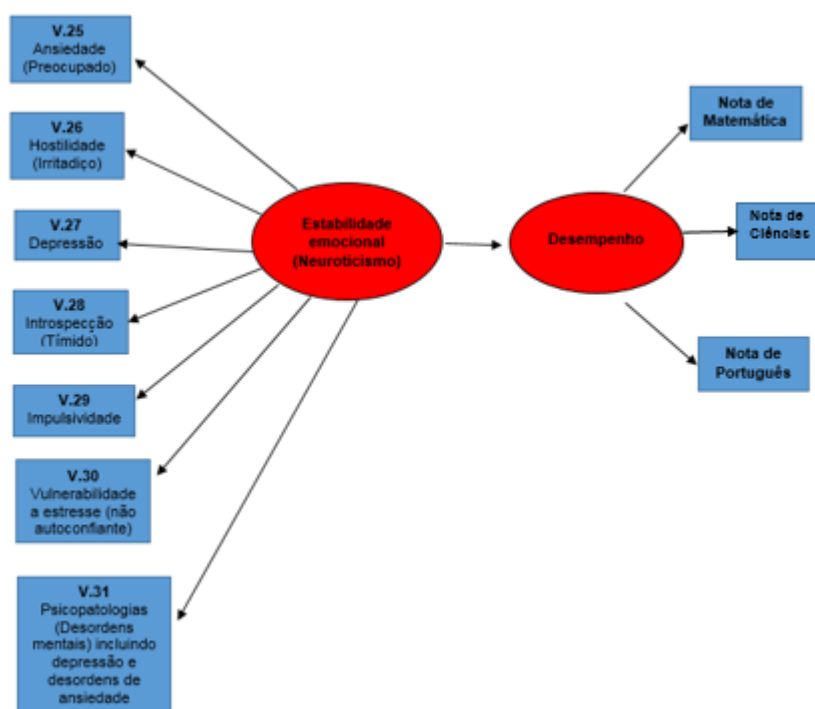 V.25
Ansiedade
(Preocupado)
V.26
Hostilidade
(Irritadiço)
V.27
Depressão
V.28
Introspecção
(Tímido)
V.29
Impulsividade
V.30
Vulnerabilidade
a estresse (não
autoconfiante)
V.31
Psicopatologias
(Desordens
mentais) incluindo
depressão e
desordens de
ansiedade
Estabilidade
emocional
(Neuroticismo)
Desempenho
Nota de
Matemática
Nota de
Ciências
Nota de
Português